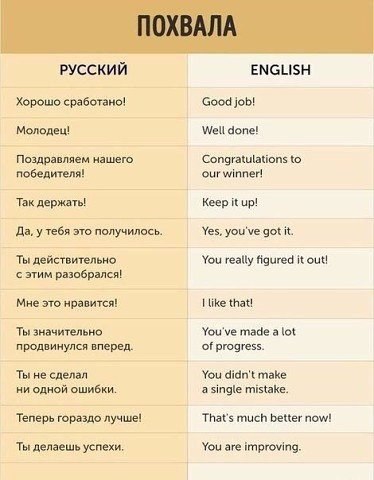 ПОХВАЛА
РУССКИЙ ENGLISH
Хорошо сработано! Good job!
Молодец! Well done!
Поздравляем нашего Congratulations to
победителя! our winner!
Так держать! Keep it up!
Да, у тебя это получилось. Yes, you've got it.
Ты действительно You really figured it out!
с этим разобрался!
Мне это нравится! I like that!
Ты значительно You've made a lot
продвинулся вперед. of progress.
Ты не сделал You didn't make
ни одной ошибки. a single mistake.
Теперь гораздо лучше! That's much better now!
Ты делаешь успехи. You are improving.